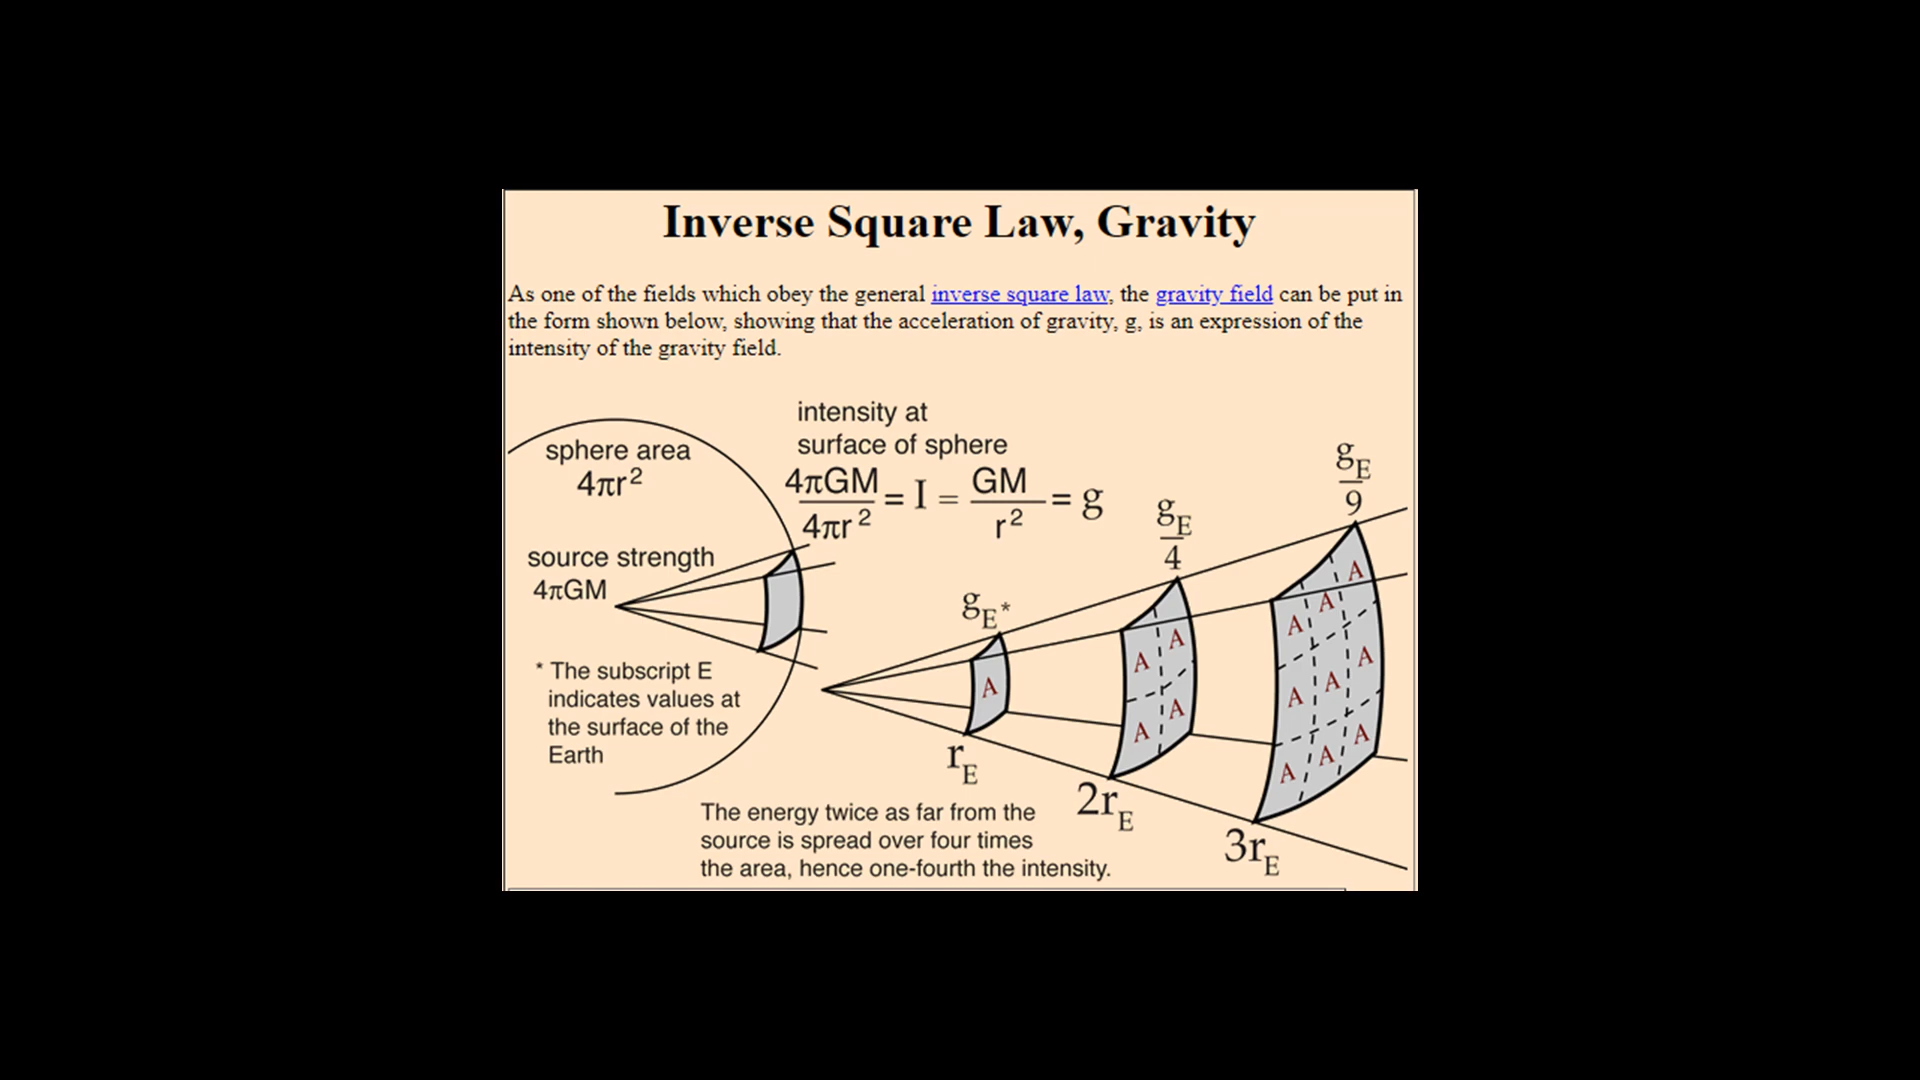 Inverse Square Law, Gravity
As one of the fields which obey the general inverse square law, the gravity field can be put in
the form shown below, showing that the acceleration of gravity, g, is an expression of the
intensity of the gravity field.
sphere area
4πr²
source strength
4πGM
* The subscript E
indicates values at
the surface of the
Earth
intensity at
surface of sphere
4πGM/4πr² = I = GM/r² = g
g_E*
A
r_E
g_E/4
A
A
A
A
2r_E
g_E/9
A
A
A
A
A
A
A
A
A
3r_E
The energy twice as far from the
source is spread over four times
the area, hence one-fourth the intensity.